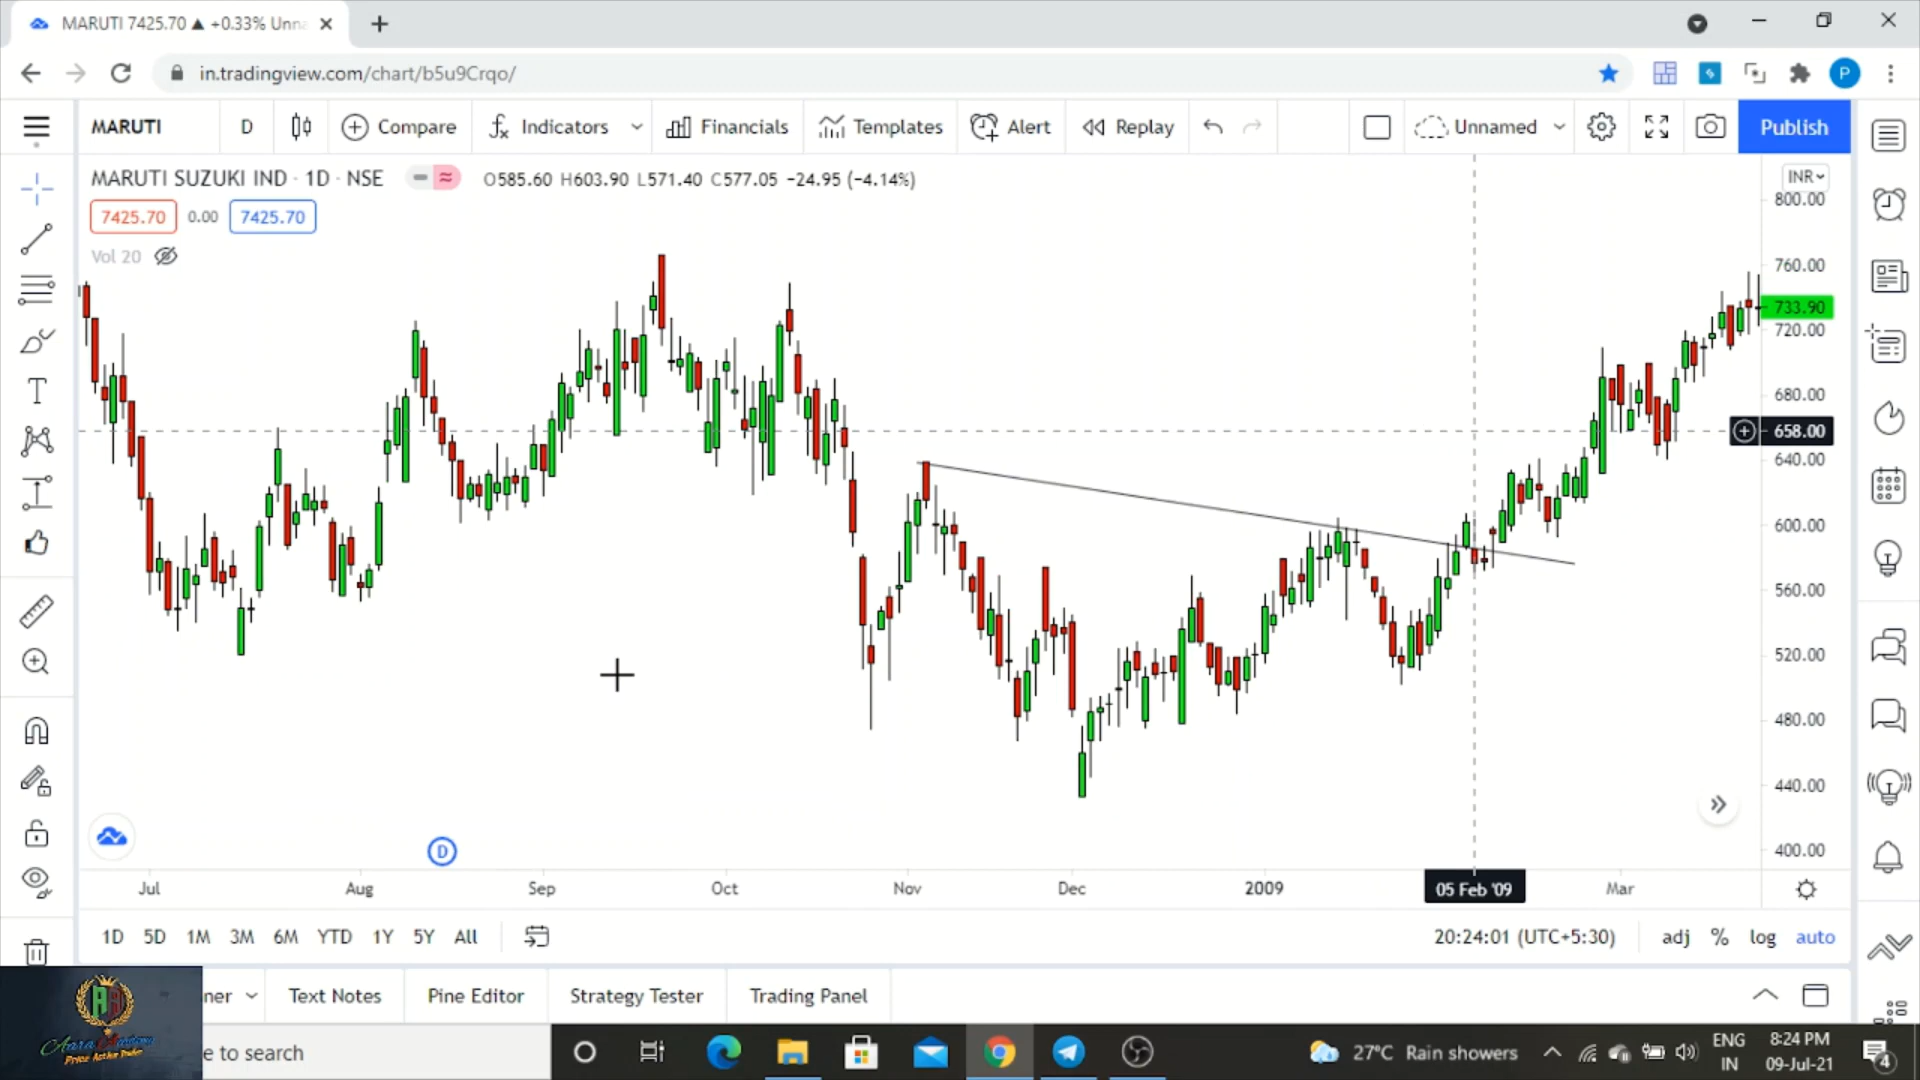 MARUTI 7425.70 ▲ +0.33% Unna
in.tradingview.com/chart/b5u9Crqo/
P
MARUTI D Compare Indicators Financials Templates Alert Replay Unnamed Publish
MARUTI SUZUKI IND · 1D · NSE O585.60 H603.90 L571.40 C577.05 −24.95 (−4.14%)
INR
7425.70 0.00 7425.70
Vol 20
800.00
760.00
733.90
720.00
680.00
658.00
640.00
600.00
560.00
520.00
480.00
440.00
400.00
D
Jul Aug Sep Oct Nov Dec 2009 05 Feb '09 Mar
1D 5D 1M 3M 6M YTD 1Y 5Y All 20:24:01 (UTC+5:30) adj % log auto
ner Text Notes Pine Editor Strategy Tester Trading Panel
Price Action Trader
e to search
27°C Rain showers
ENG
IN
8:24 PM
09-Jul-21
4